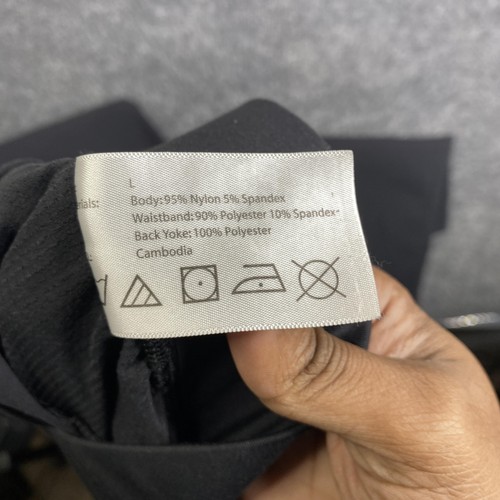 L
Body: 95% Nylon 5% Spandex
Waistband: 90% Polyester 10% Spandex
Back Yoke: 100% Polyester
Cambodia